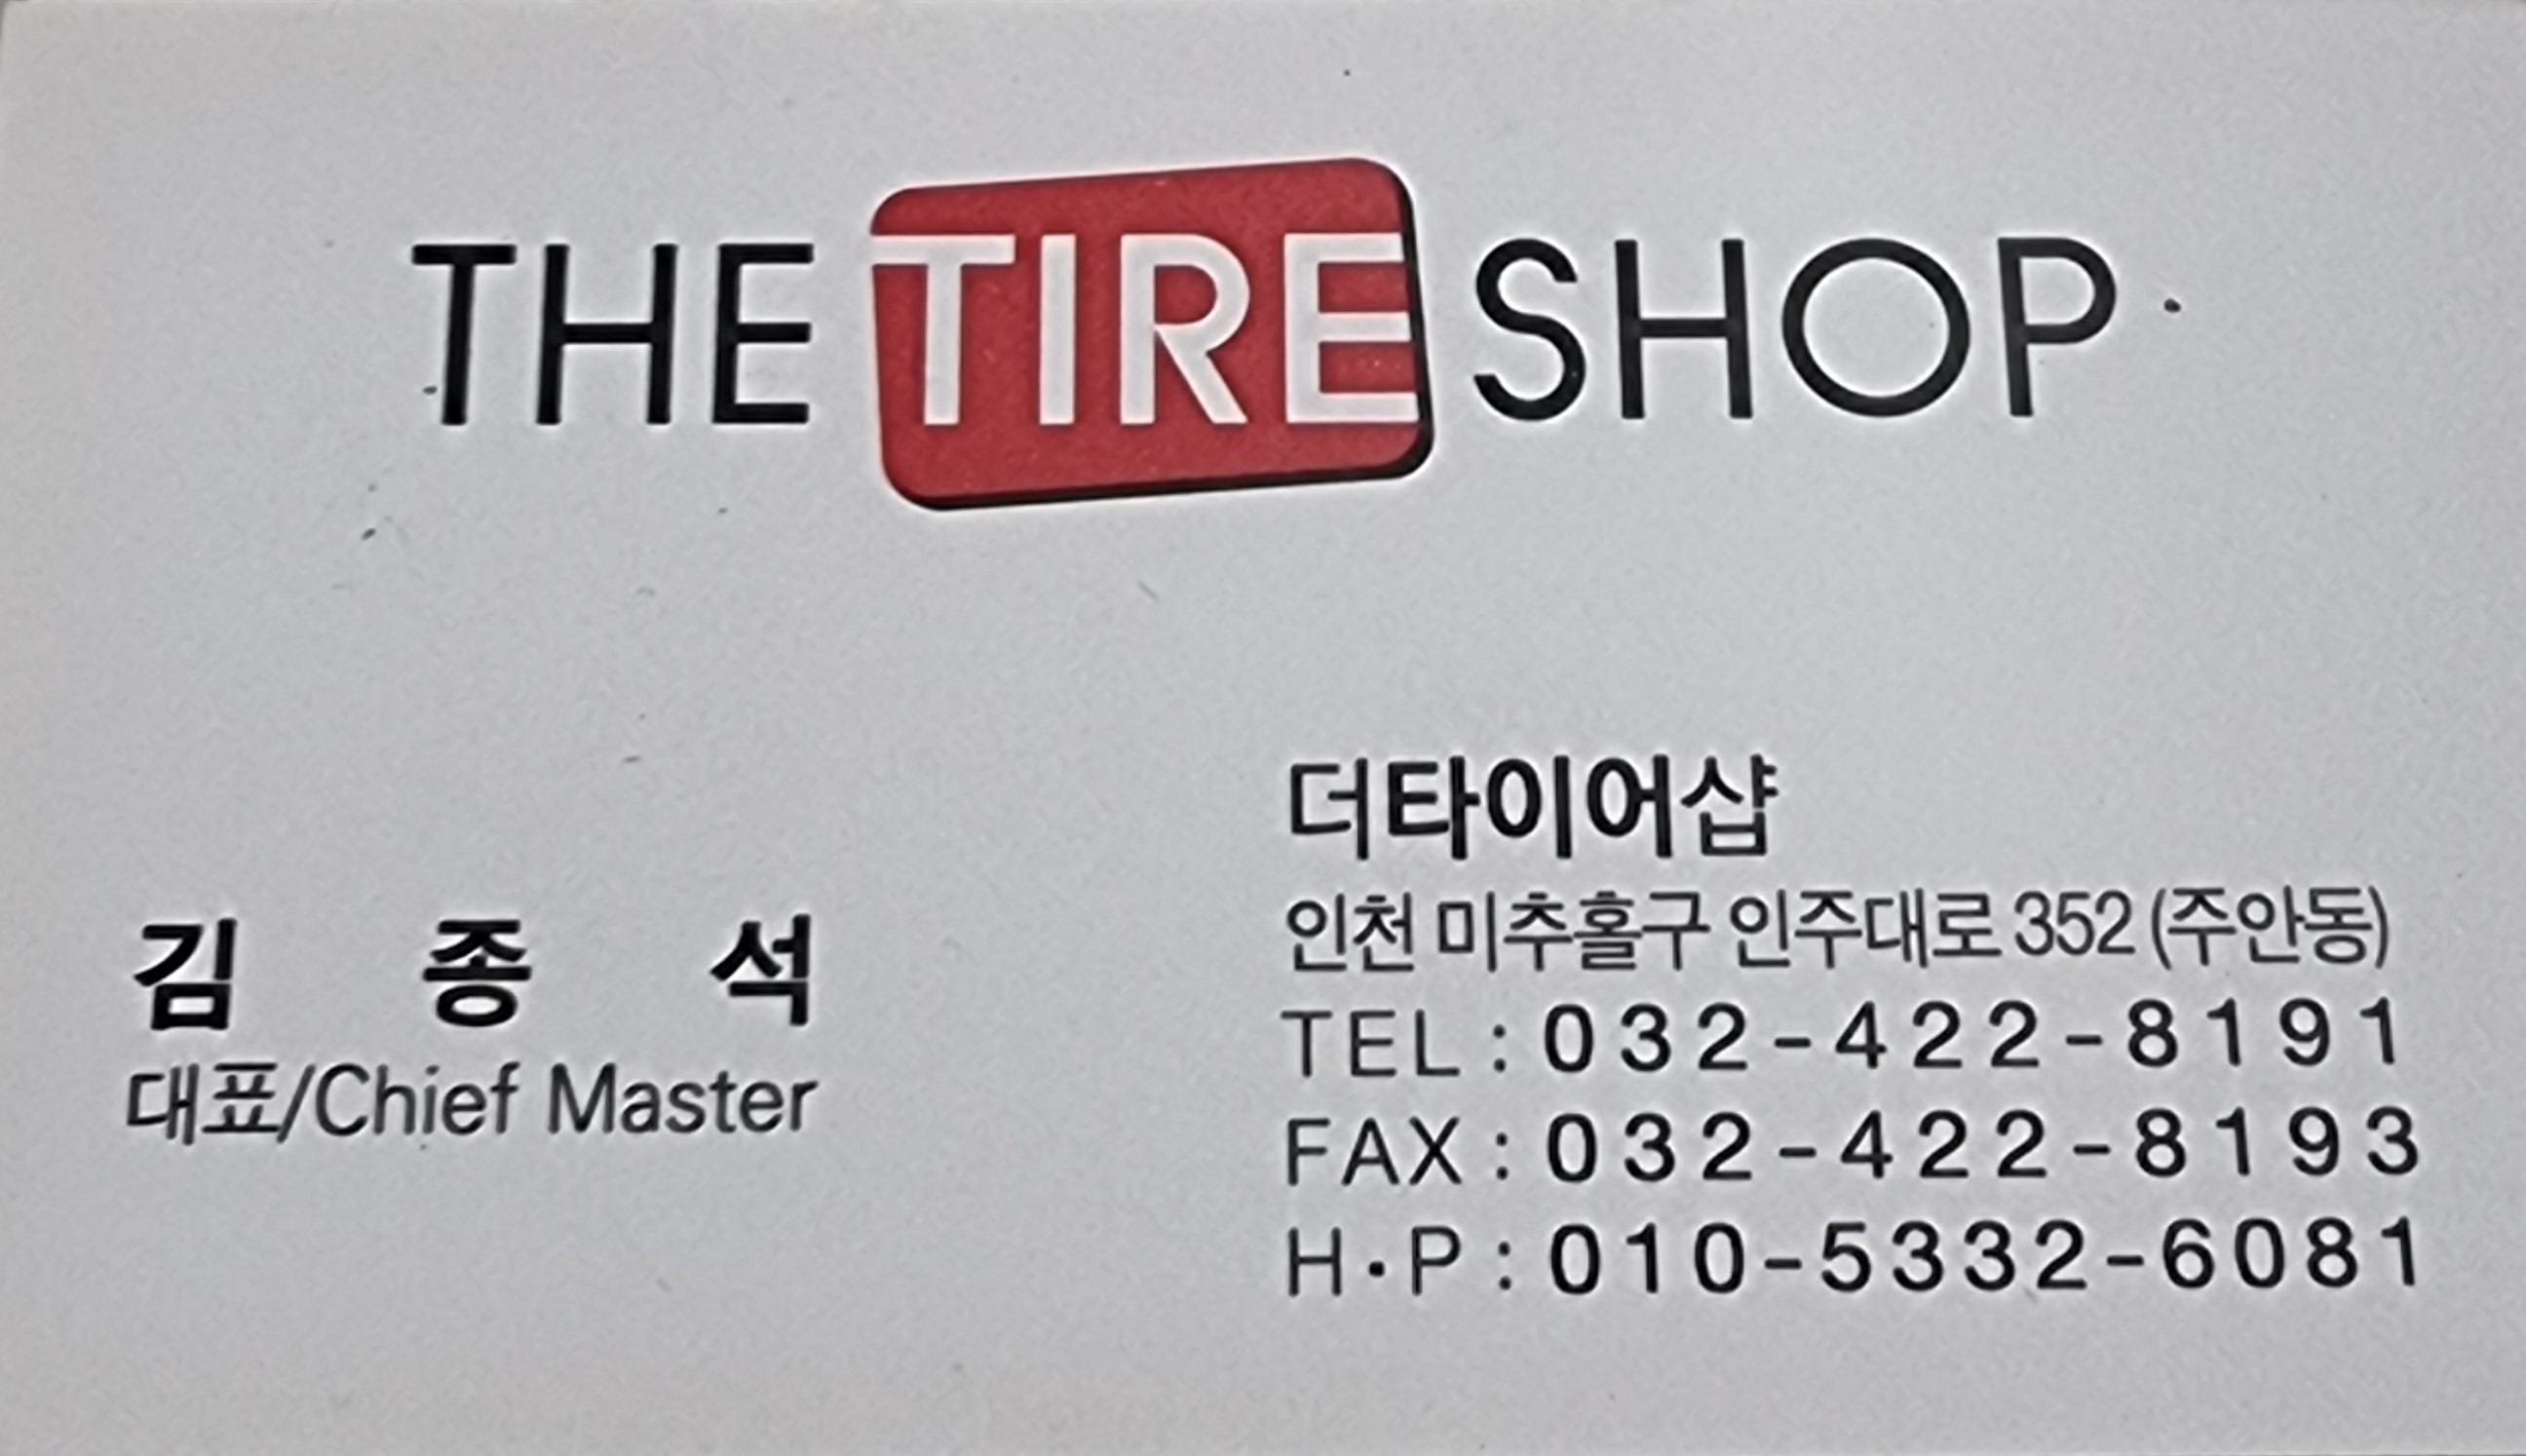 THE TIRE SHOP
김 종 석
대표/Chief Master
더타이어샵
인천 미추홀구 인주대로 352 (주안동)
TEL : 032-422-8191
FAX : 032-422-8193
H·P : 010-5332-6081